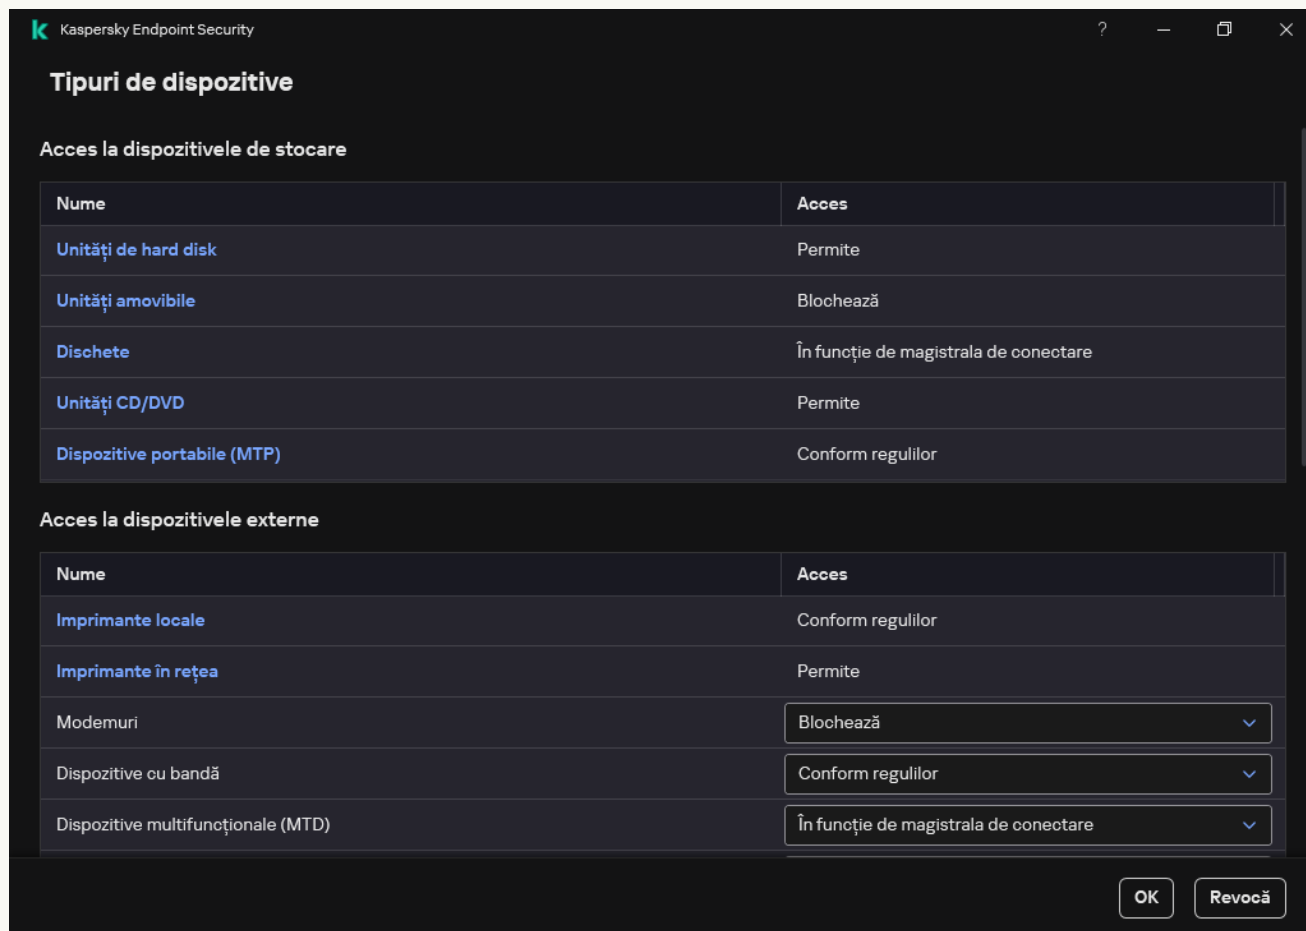 Kaspersky Endpoint Security
Tipuri de dispozitive
Acces la dispozitivele de stocare
Nume Acces
Unități de hard disk Permite
Unități amovibile Blochează
Dischete În funcție de magistrala de conectare
Unități CD/DVD Permite
Dispozitive portabile (MTP) Conform regulilor
Acces la dispozitivele externe
Nume Acces
Imprimante locale Conform regulilor
Imprimante în rețea Permite
Modemuri Blochează
Dispozitive cu bandă Conform regulilor
Dispozitive multifuncționale (MTD) În funcție de magistrala de conectare
OK Revocă